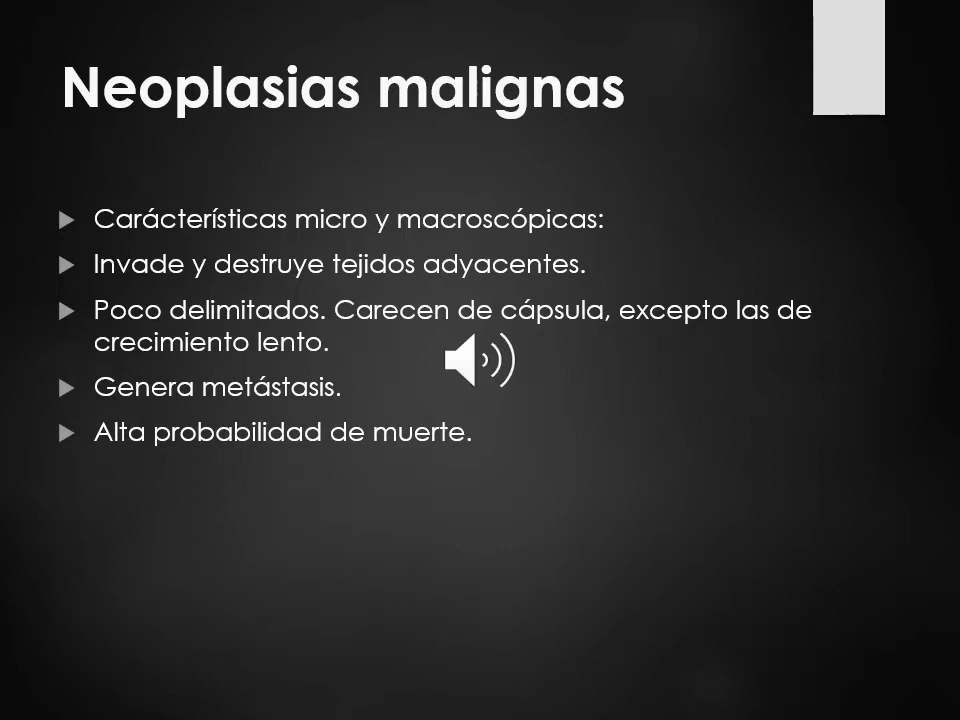 Neoplasias malignas
Carácterísticas micro y macroscópicas:
Invade y destruye tejidos adyacentes.
Poco delimitados. Carecen de cápsula, excepto las de
crecimiento lento.
Genera metástasis.
Alta probabilidad de muerte.